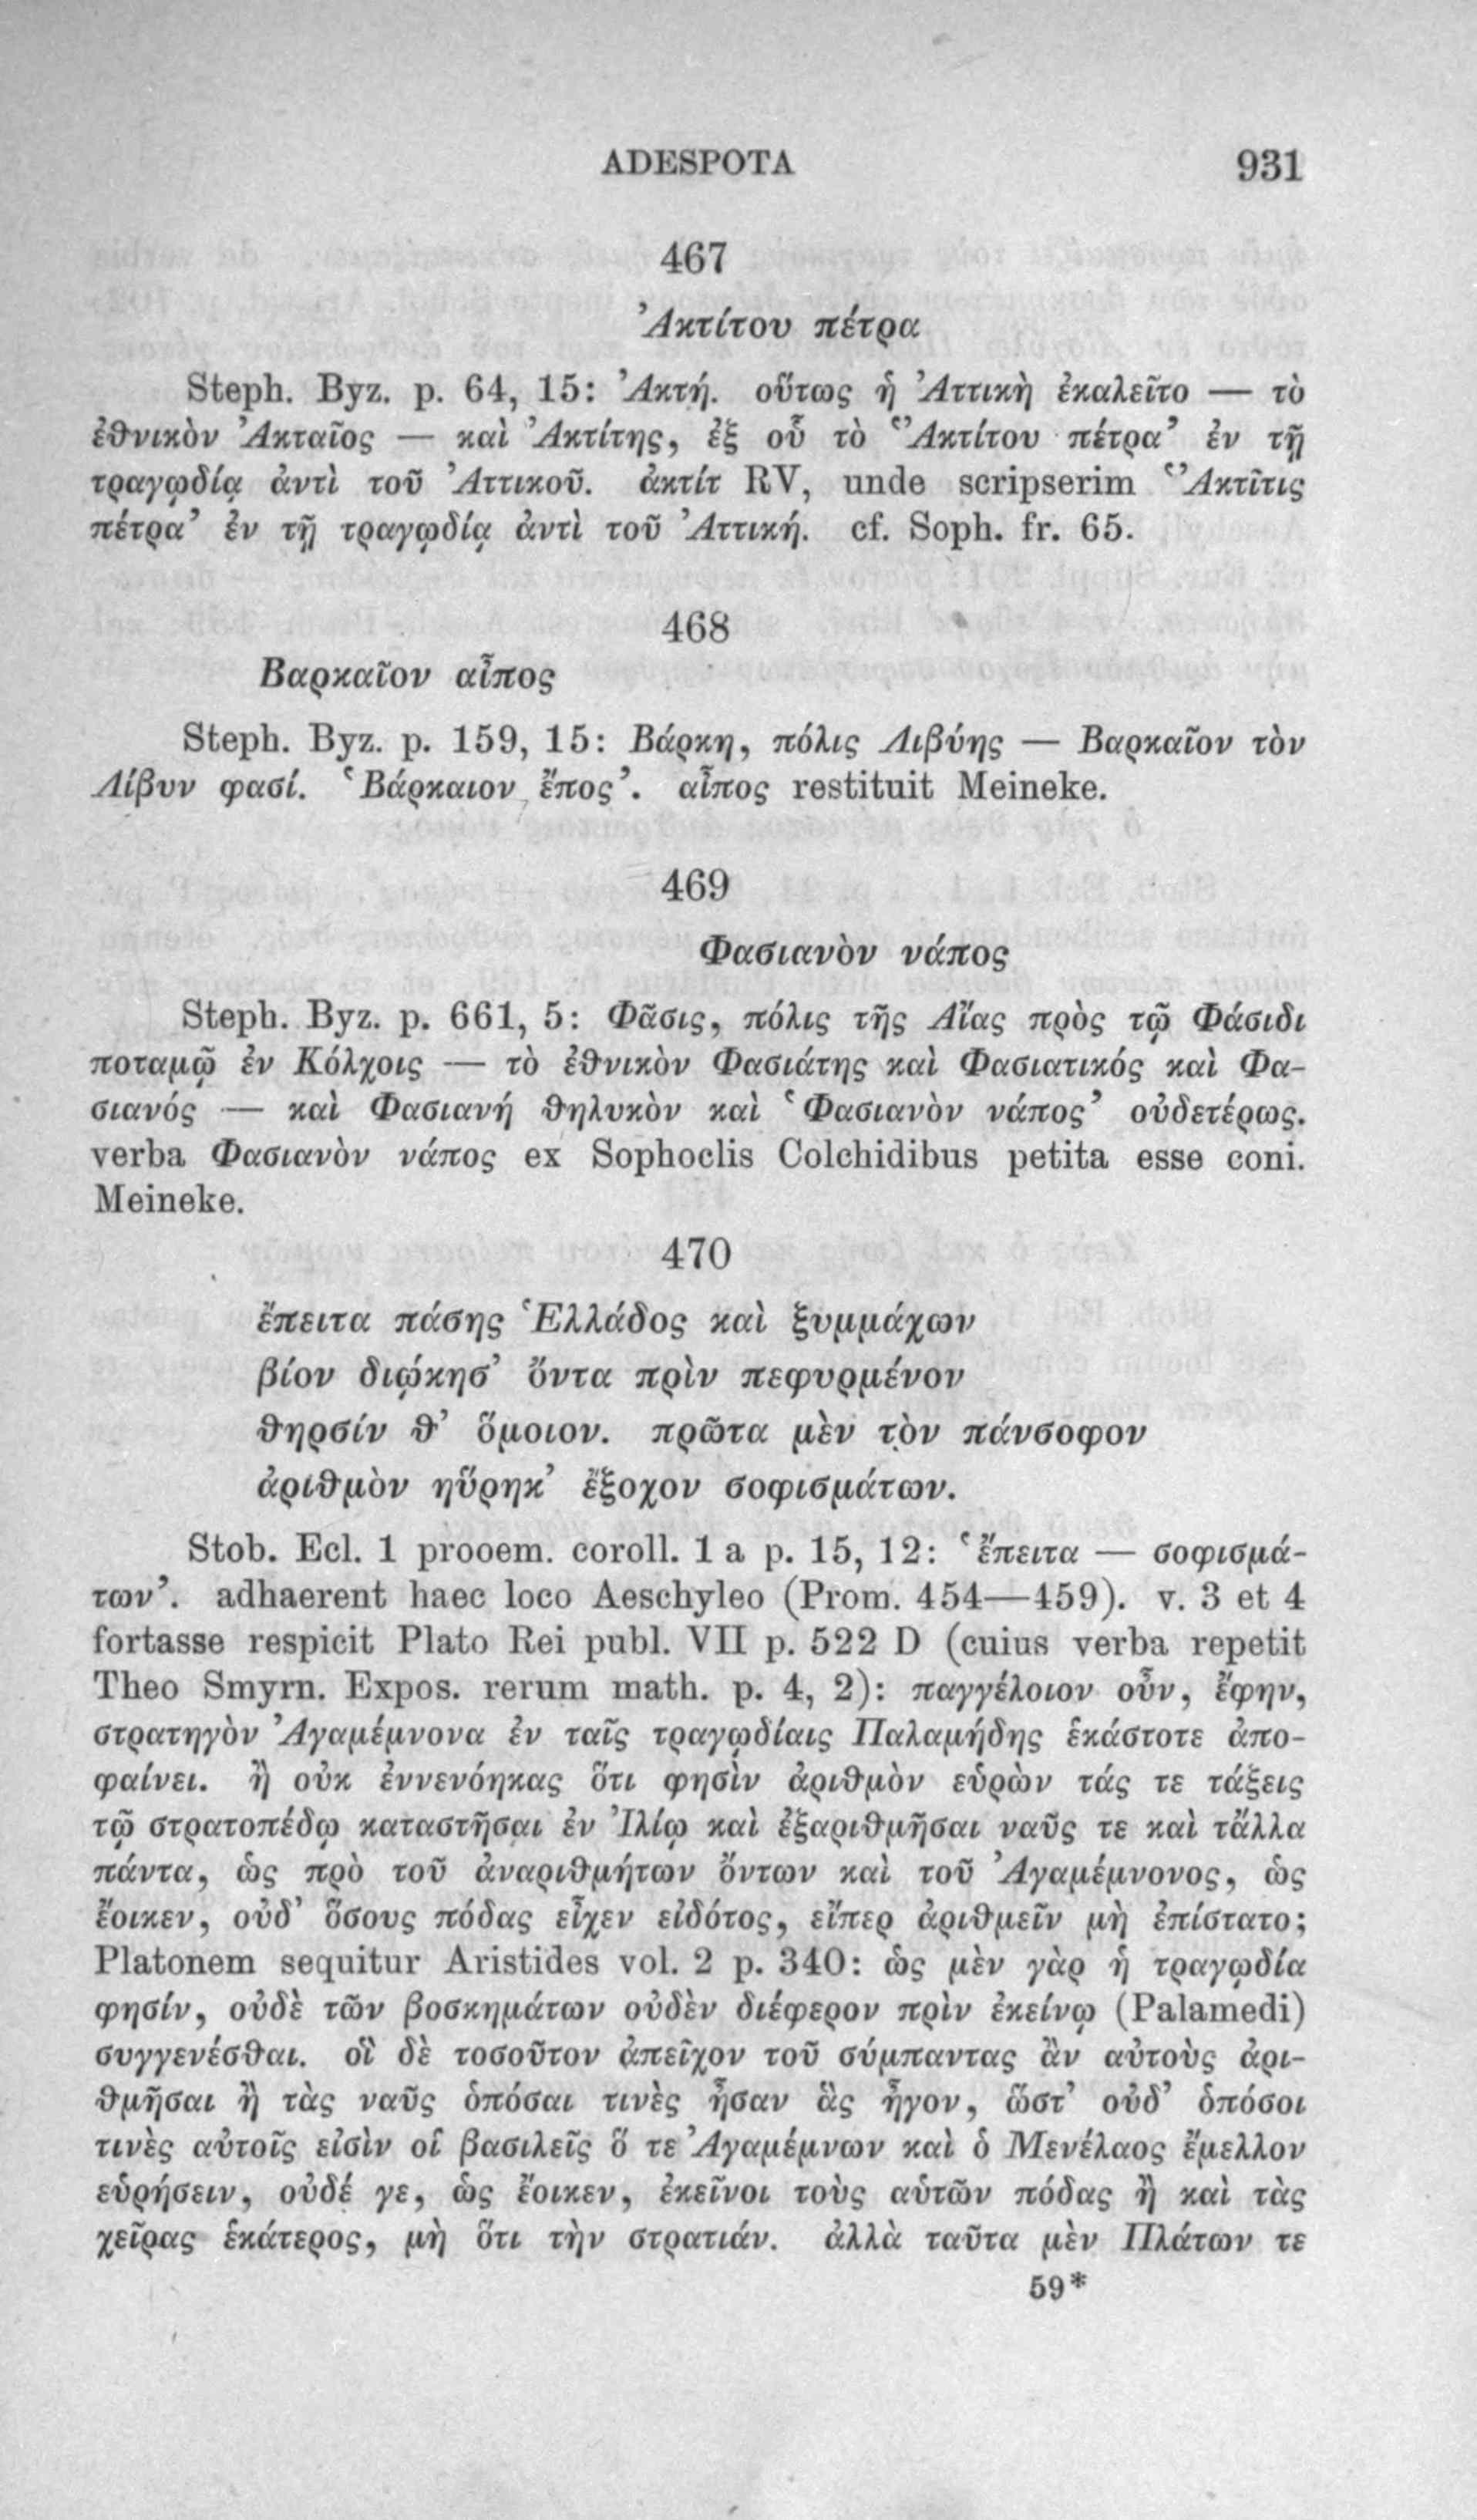 ADESPOTA 931
467
Ἀκτίτου πέτρα
Steph. Byz. p. 64, 15: Ἀκτή. οὕτως ἡ Ἀττικὴ ἐκαλεῖτο — τὸ
ἐθνικὸν Ἀκταῖος — καὶ Ἀκτίτης, ἐξ οὗ τὸ ‘Ἀκτίτου πέτρα’ ἐν τῇ
τραγῳδίᾳ ἀντὶ τοῦ Ἀττικοῦ. ἀκτίτ RV, unde scripserim ‘Ἀκτῖτις
πέτρα’ ἐν τῇ τραγῳδίᾳ ἀντὶ τοῦ Ἀττική. cf. Soph. fr. 65.
468
Βαρκαῖον αἶπος
Steph. Byz. p. 159, 15: Βάρκη, πόλις Λιβύης — Βαρκαῖον τὸν
Λίβυν φασί. ‘Βάρκαιον ἔπος’. αἶπος restituit Meineke.
469
Φασιανὸν νάπος
Steph. Byz. p. 661, 5: Φᾶσις, πόλις τῆς Αἴας πρὸς τῷ Φάσιδι
ποταμῷ ἐν Κόλχοις — τὸ ἐθνικὸν Φασιάτης καὶ Φασιατικός καὶ Φα-
σιανός — καὶ Φασιανή θηλυκὸν καὶ ‘Φασιανὸν νάπος’ οὐδετέρως.
verba Φασιανὸν νάπος ex Sophoclis Colchidibus petita esse coni.
Meineke.
470
ἔπειτα πάσης Ἑλλάδος καὶ ξυμμάχων
βίον διῴκησ’ ὄντα πρὶν πεφυρμένον
θηρσίν θ’ ὅμοιον. πρῶτα μὲν τὸν πάνσοφον
ἀριθμὸν ηὕρηκ’ ἔξοχον σοφισμάτων.
Stob. Ecl. 1 prooem. coroll. 1 a p. 15, 12: ‘ἔπειτα — σοφισμά-
των’. adhaerent haec loco Aeschyleo (Prom. 454—459). v. 3 et 4
fortasse respicit Plato Rei publ. VII p. 522 D (cuius verba repetit
Theo Smyrn. Expos. rerum math. p. 4, 2): παγγέλοιον οὖν, ἔφην,
στρατηγὸν Ἀγαμέμνονα ἐν ταῖς τραγῳδίαις Παλαμήδης ἑκάστοτε ἀπο-
φαίνει. ἢ οὐκ ἐννενόηκας ὅτι φησὶν ἀριθμὸν εὑρὼν τάς τε τάξεις
τῷ στρατοπέδῳ καταστῆσαι ἐν Ἰλίῳ καὶ ἐξαριθμῆσαι ναῦς τε καὶ τἄλλα
πάντα, ὡς πρὸ τοῦ ἀναριθμήτων ὄντων καὶ τοῦ Ἀγαμέμνονος, ὡς
ἔοικεν, οὐδ’ ὅσους πόδας εἶχεν εἰδότος, εἴπερ ἀριθμεῖν μὴ ἐπίστατο;
Platonem sequitur Aristides vol. 2 p. 340: ὡς μὲν γὰρ ἡ τραγῳδία
φησίν, οὐδὲ τῶν βοσκημάτων οὐδὲν διέφερον πρὶν ἐκείνῳ (Palamedi)
συγγενέσθαι. οἳ δὲ τοσοῦτον ἀπεῖχον τοῦ σύμπαντας ἂν αὐτοὺς ἀρι-
θμῆσαι ἢ τὰς ναῦς ὁπόσαι τινὲς ἦσαν ἃς ἦγον, ὥστ’ οὐδ’ ὁπόσοι
τινὲς αὐτοῖς εἰσὶν οἱ βασιλεῖς ὅ τε Ἀγαμέμνων καὶ ὁ Μενέλαος ἔμελλον
εὑρήσειν, οὐδέ γε, ὡς ἔοικεν, ἐκεῖνοι τοὺς αὑτῶν πόδας ἢ καὶ τὰς
χεῖρας ἑκάτερος, μὴ ὅτι τὴν στρατιάν. ἀλλὰ ταῦτα μὲν Πλάτων τε
59*